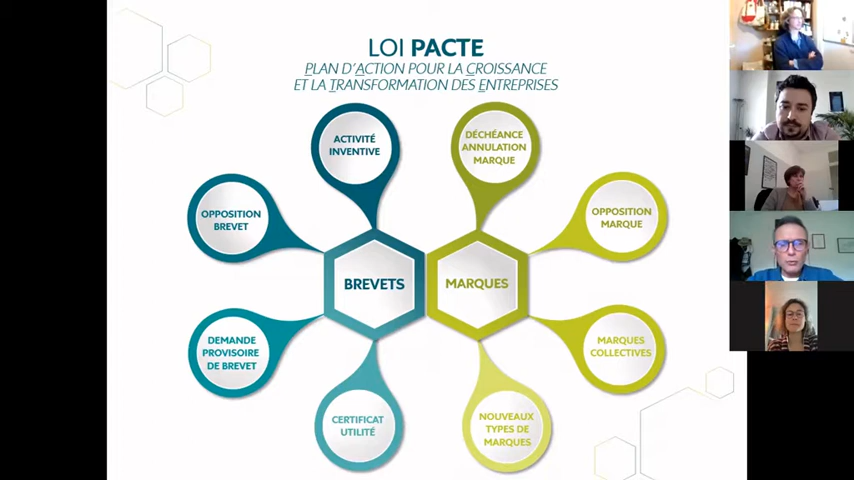 LOI PACTE
PLAN D'ACTION POUR LA CROISSANCE
ET LA TRANSFORMATION DES ENTREPRISES
ACTIVITÉ
INVENTIVE
DÉCHÉANCE
ANNULATION
MARQUE
OPPOSITION
BREVET
OPPOSITION
MARQUE
BREVETS
MARQUES
DEMANDE
PROVISOIRE
DE BREVET
MARQUES
COLLECTIVES
CERTIFICAT
UTILITÉ
NOUVEAUX
TYPES DE
MARQUES